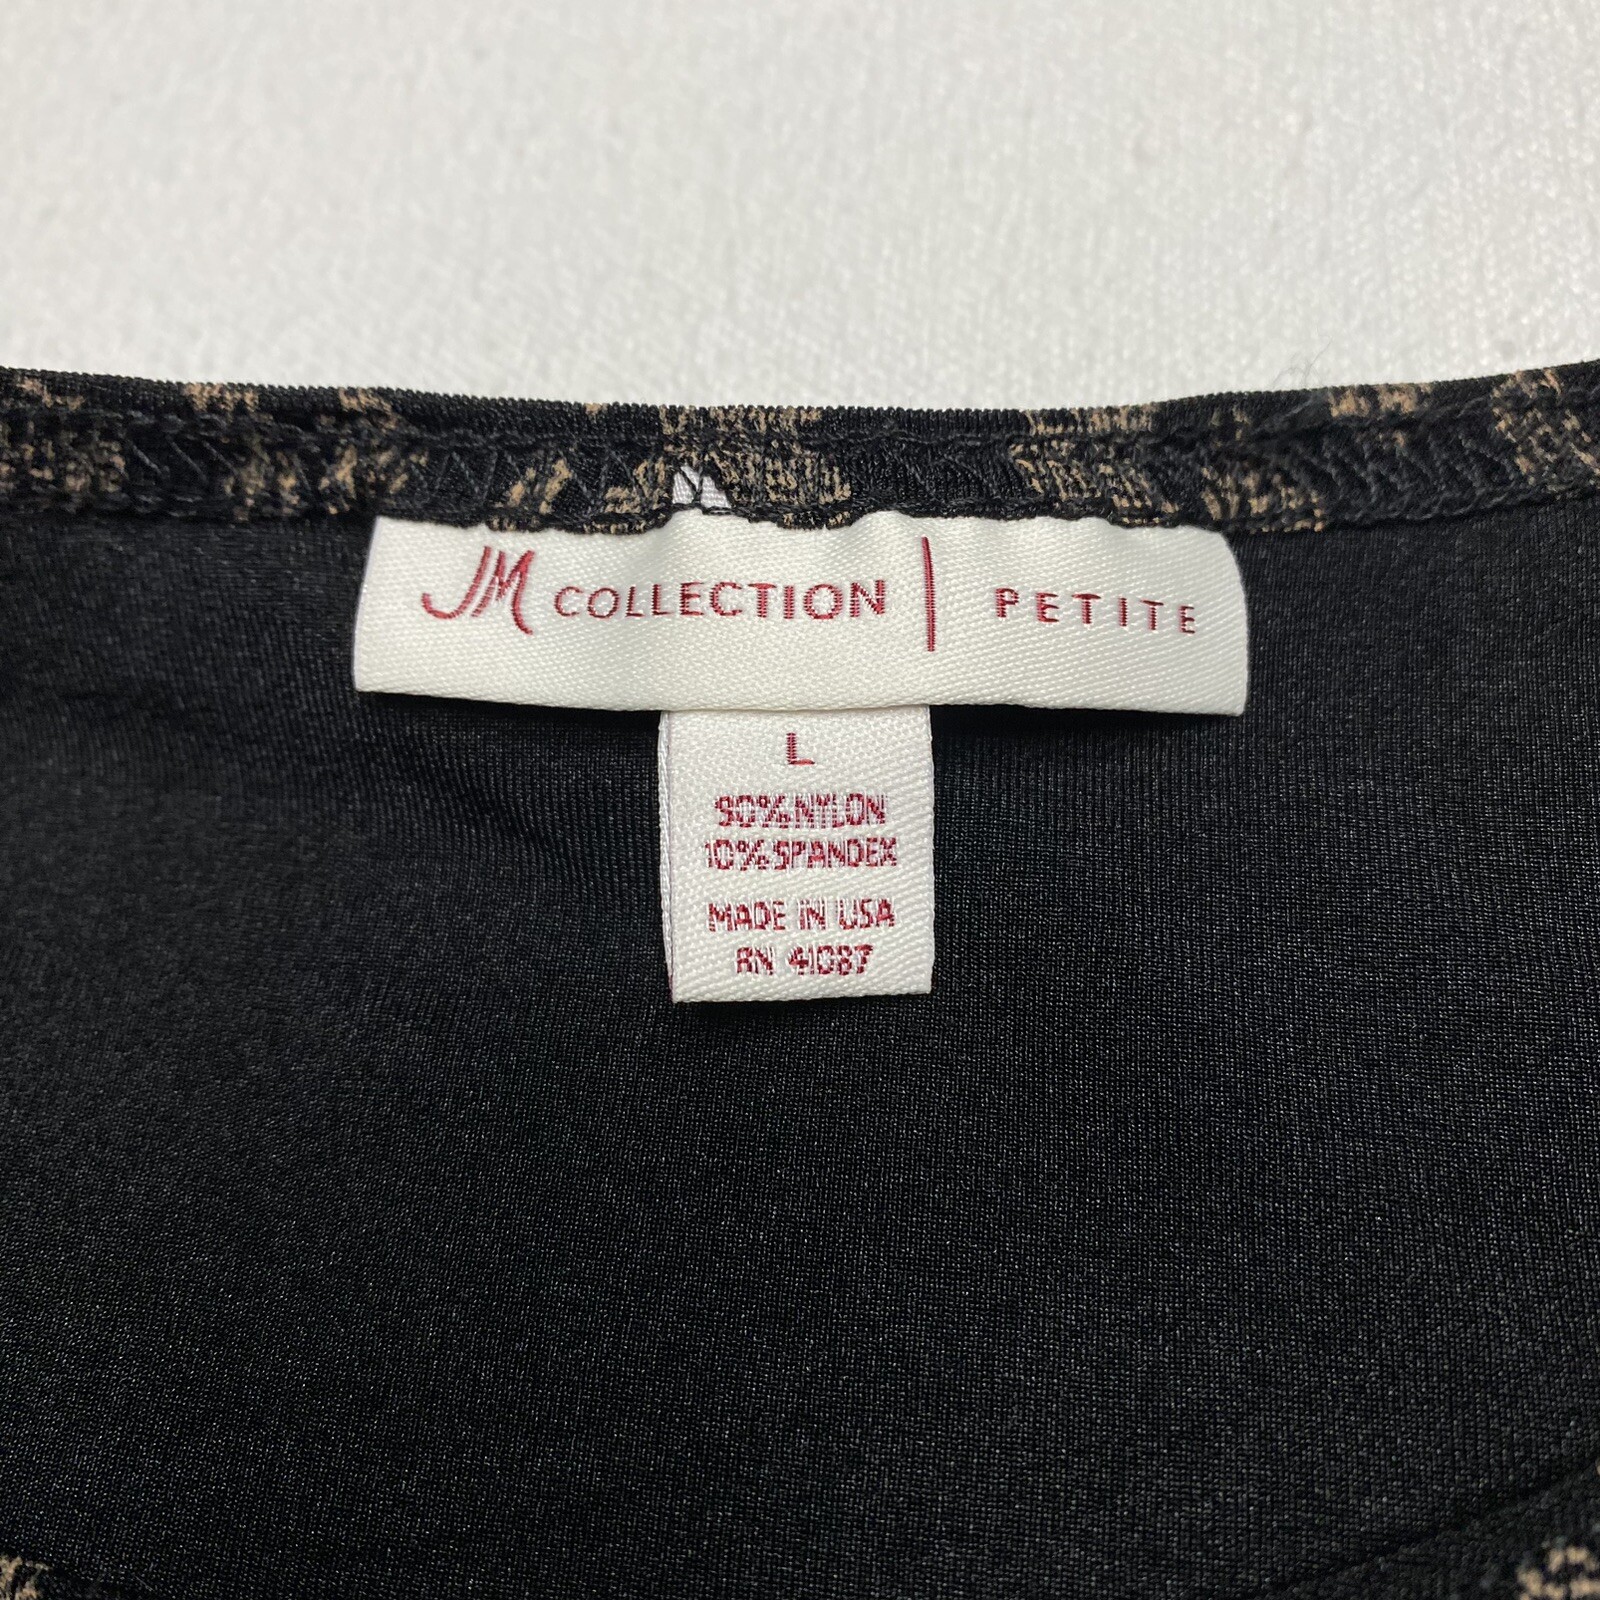 JM COLLECTION | PETITE
L
90% NYLON
10% SPANDEX
MADE IN USA
RN 41087